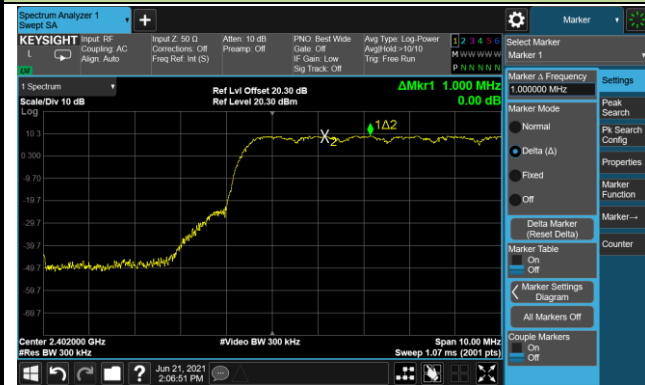 Spectrum Analyzer 1
Swept SA
+
Marker
KEYSIGHT
L
Input: RF
Coupling: AC
Align: Auto
Input Z: 50 Ω
Corrections: Off
Freq Ref: Int (S)
Atten: 10 dB
Preamp: Off
PNO: Best Wide
Gate: Off
IF Gain: Low
Sig Track: Off
Avg Type: Log-Power
Avg|Hold:>10/10
Trig: Free Run
1 2 3 4 5 6
M W W W W W
P N N N N N
Select Marker
Marker 1
1 Spectrum
Scale/Div 10 dB
Log
Ref Lvl Offset 20.30 dB
Ref Level 20.30 dBm
ΔMkr1 1.000 MHz
0.00 dB
10.3
0.300
-9.70
-19.7
-29.7
-39.7
-49.7
-59.7
-69.7
X2
1Δ2
Center 2.402000 GHz
#Res BW 300 kHz
#Video BW 300 kHz
Span 10.00 MHz
Sweep 1.07 ms (2001 pts)
Marker Δ Frequency
1.000000 MHz
Marker Mode
Normal
Delta (Δ)
Fixed
Off
Delta Marker
(Reset Delta)
Marker Table
On
Off
Marker Settings
Diagram
All Markers Off
Couple Markers
On
Off
Settings
Peak
Search
Pk Search
Config
Properties
Marker
Function
Marker→
Counter
?
Jun 21, 2021
2:06:51 PM